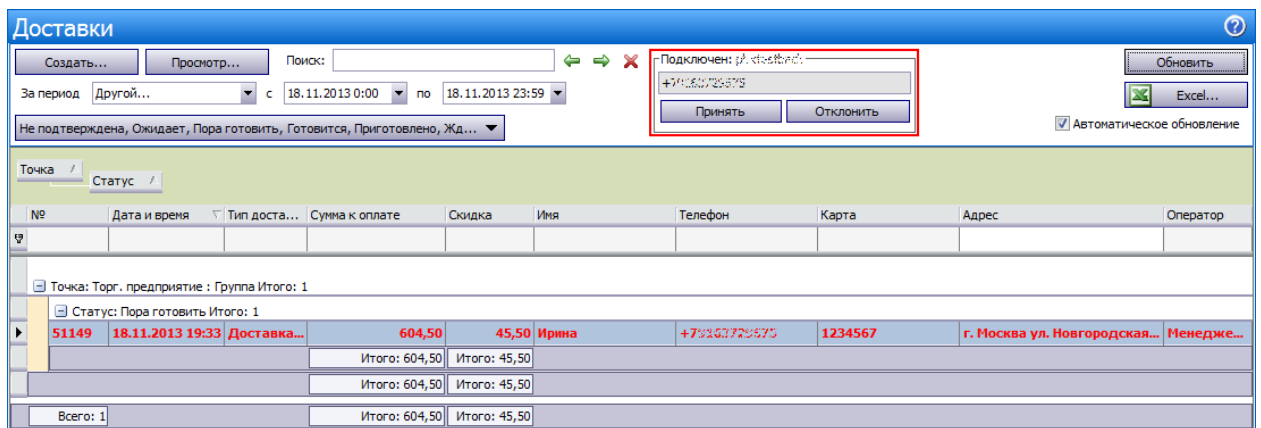 Доставки
Создать... Просмотр... Поиск: Подключен: Обновить
За период Другой... с 18.11.2013 0:00 по 18.11.2013 23:59 Принять Отклонить Excel...
Не подтверждена, Ожидает, Пора готовить, Готовится, Приготовлено, Жд... Автоматическое обновление
Точка
Статус
№ Дата и время Тип доста... Сумма к оплате Скидка Имя Телефон Карта Адрес Оператор
Точка: Торг. предприятие : Группа Итого: 1
Статус: Пора готовить Итого: 1
51149 18.11.2013 19:33 Доставка... 604,50 45,50 Ирина 1234567 г. Москва ул. Новгородская... Менедже...
Итого: 604,50 Итого: 45,50
Итого: 604,50 Итого: 45,50
Всего: 1 Итого: 604,50 Итого: 45,50